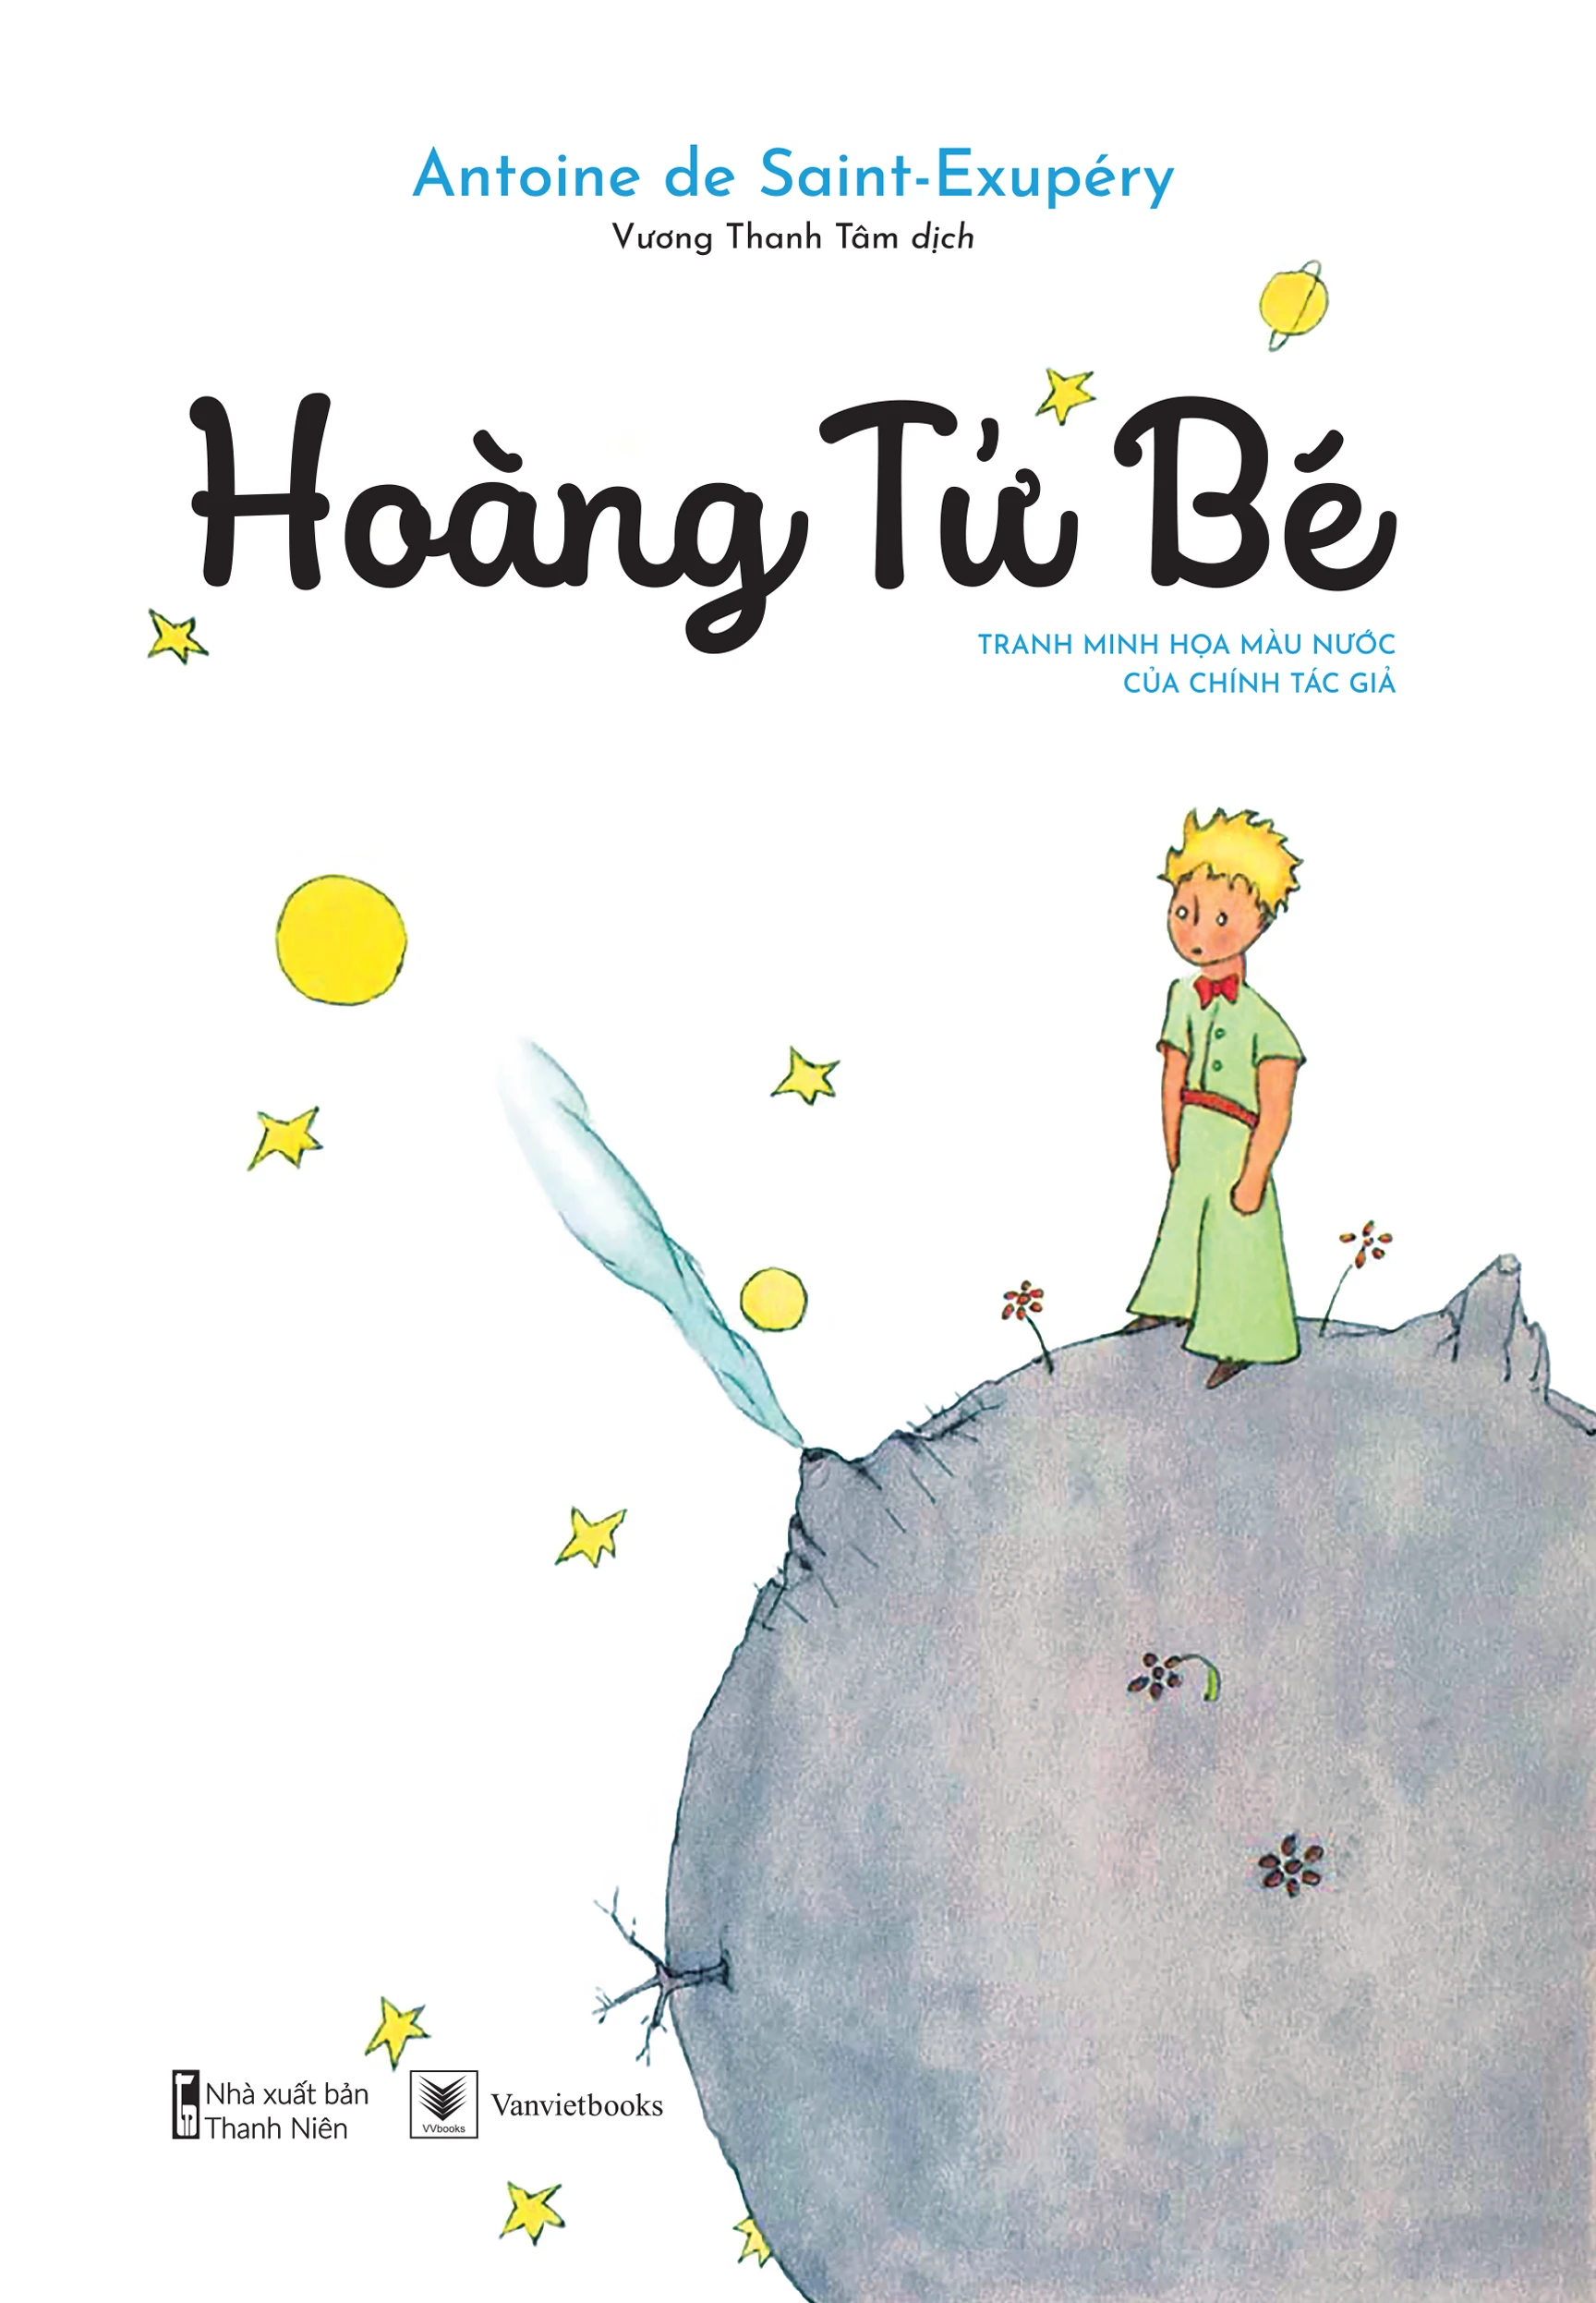 Antoine de Saint-Exupéry
Vương Thanh Tâm dịch
Hoàng Tử Bé
TRANH MINH HỌA MÀU NƯỚC
CỦA CHÍNH TÁC GIẢ
Nhà xuất bản
Thanh Niên
VVbooks
Vanvietbooks